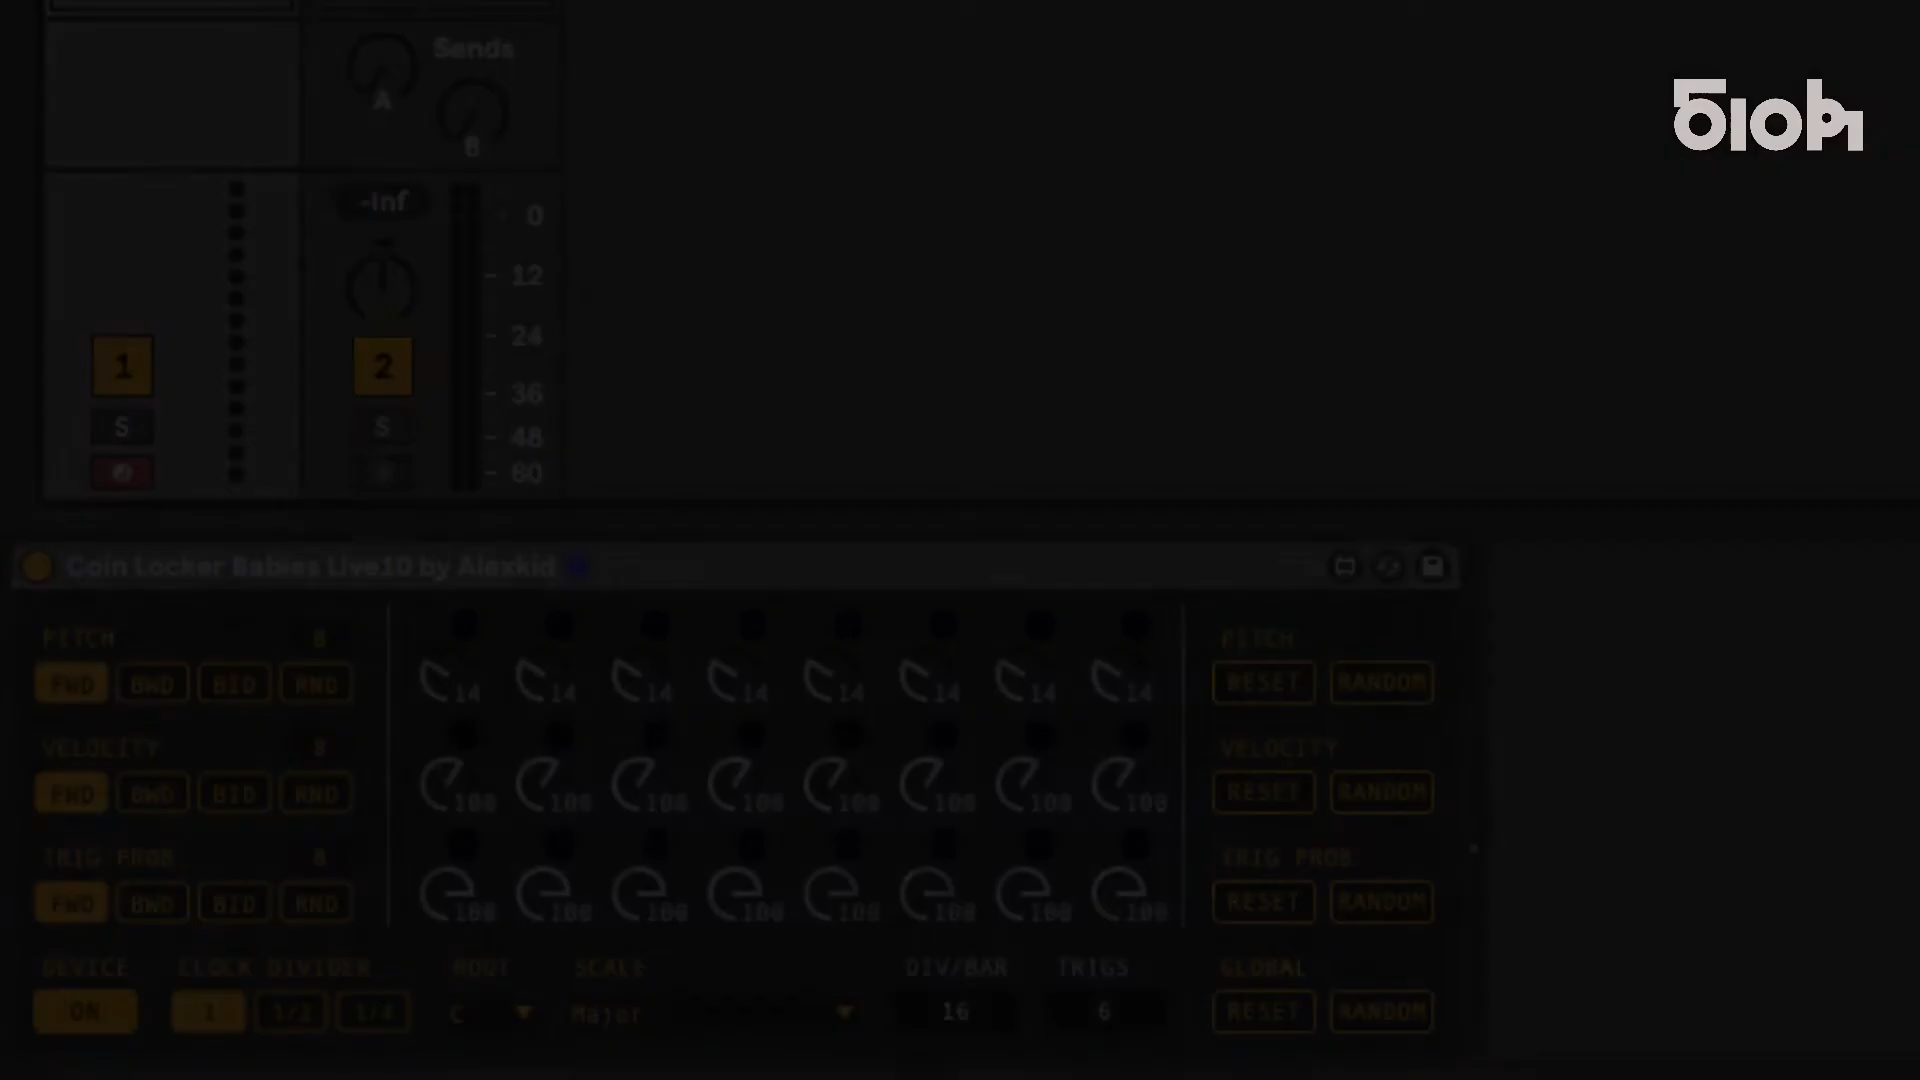 Sends
A
B
-Inf
0
12
24
36
48
60
1
2
S
S
Coin Locker Babies Live10 by Alexkid
PITCH 8
FWD BWD BID RND
14 14 14 14 14 14 14 14
PITCH
RESET RANDOM
VELOCITY 8
FWD BWD BID RND
100 100 100 100 100 100 100 100
VELOCITY
RESET RANDOM
TRIG PROB 8
FWD BWD BID RND
100 100 100 100 100 100 100 100
TRIG PROB
RESET RANDOM
DEVICE CLOCK DIVIDER ROOT SCALE DIV/BAR TRIGS GLOBAL
ON 1 1/2 1/4 C Major 16 6 RESET RANDOM